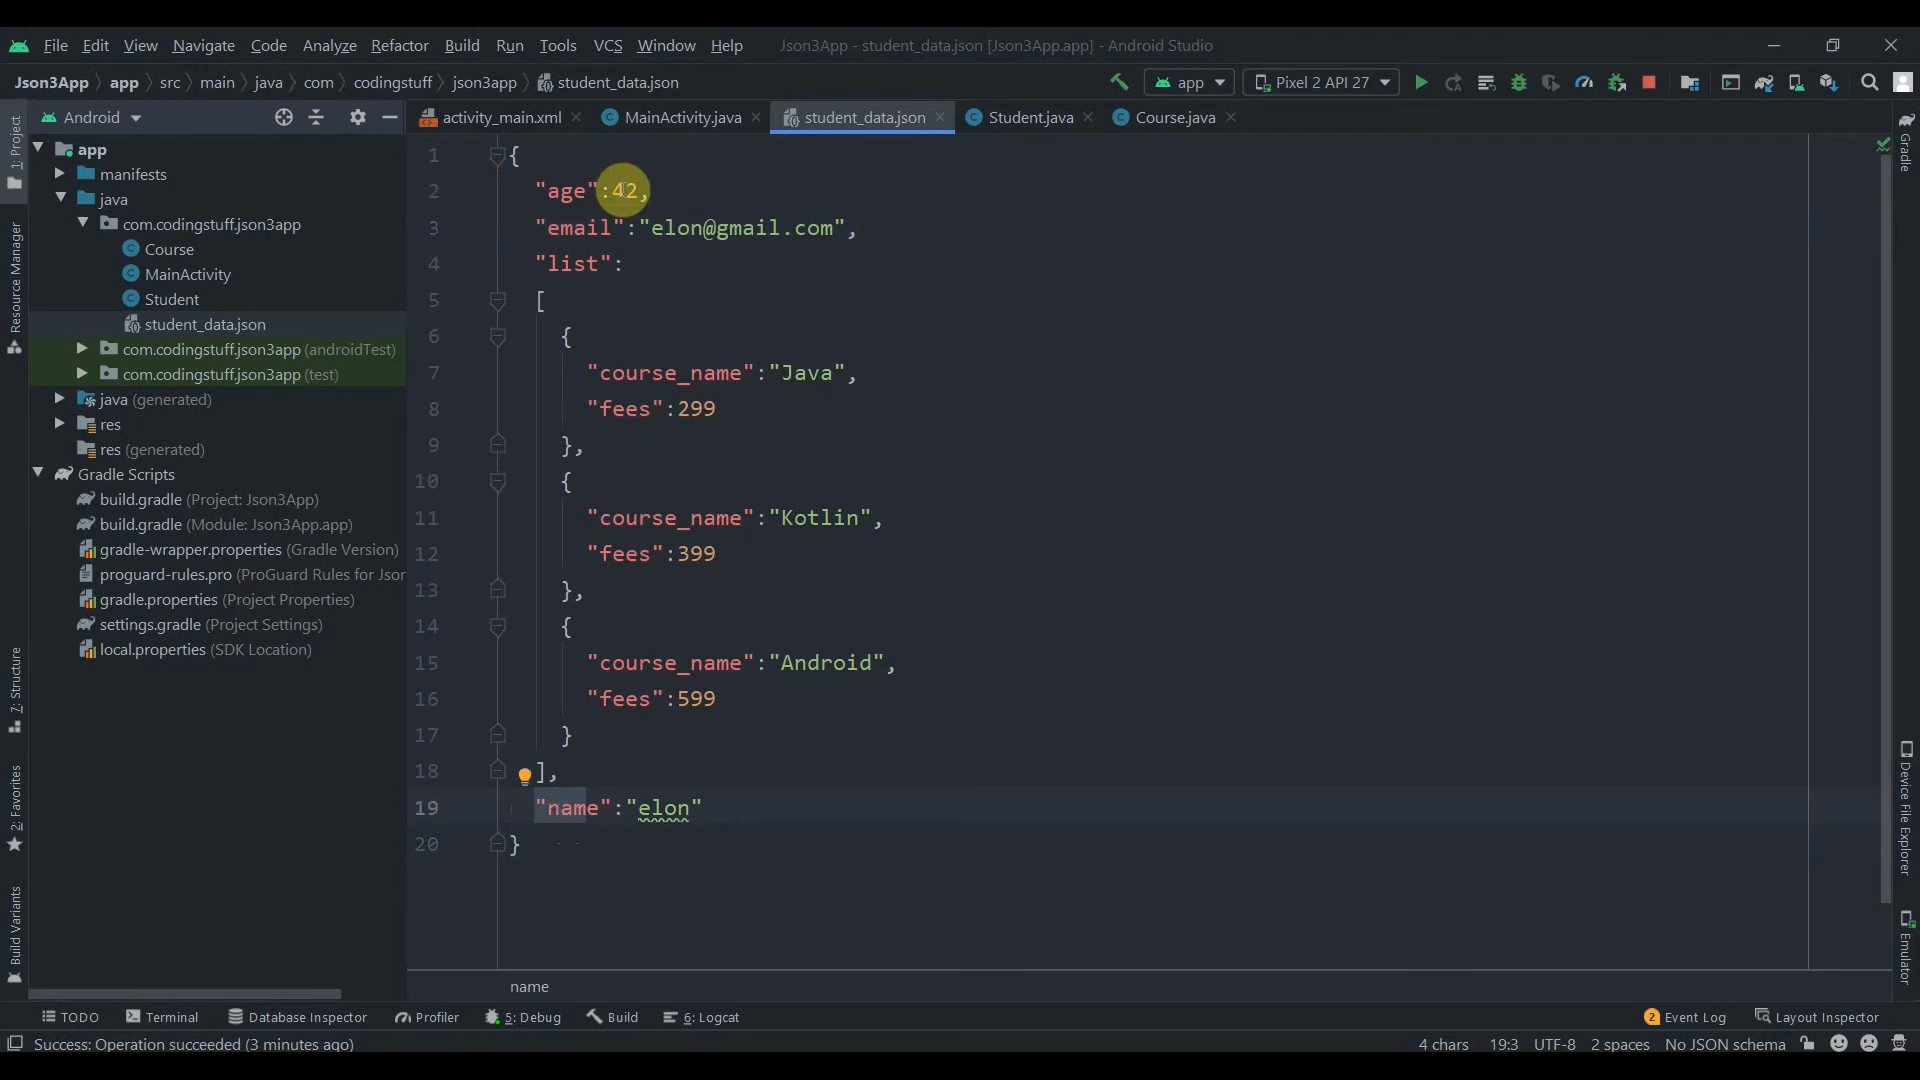 File Edit View Navigate Code Analyze Refactor Build Run Tools VCS Window Help Json3App - student_data.json [Json3App.app] - Android Studio
Json3App app src main java com codingstuff json3app student_data.json app Pixel 2 API 27
Android activity_main.xml MainActivity.java student_data.json Student.java Course.java
1: Project
Resource Manager
7: Structure
2: Favorites
Build Variants
app
manifests
java
com.codingstuff.json3app
Course
MainActivity
Student
student_data.json
com.codingstuff.json3app (androidTest)
com.codingstuff.json3app (test)
java (generated)
res
res (generated)
Gradle Scripts
build.gradle (Project: Json3App)
build.gradle (Module: Json3App.app)
gradle-wrapper.properties (Gradle Version)
proguard-rules.pro (ProGuard Rules for Jsor
gradle.properties (Project Properties)
settings.gradle (Project Settings)
local.properties (SDK Location)
1 {
2 "age":42,
3 "email":"elon@gmail.com",
4 "list":
5 [
6 {
7 "course_name":"Java",
8 "fees":299
9 },
10 {
11 "course_name":"Kotlin",
12 "fees":399
13 },
14 {
15 "course_name":"Android",
16 "fees":599
17 }
18 ],
19 "name":"elon"
20 }
name
Gradle
Device File Explorer
Emulator
TODO Terminal Database Inspector Profiler 5: Debug Build 6: Logcat 2 Event Log Layout Inspector
Success: Operation succeeded (3 minutes ago) 4 chars 19:3 UTF-8 2 spaces No JSON schema